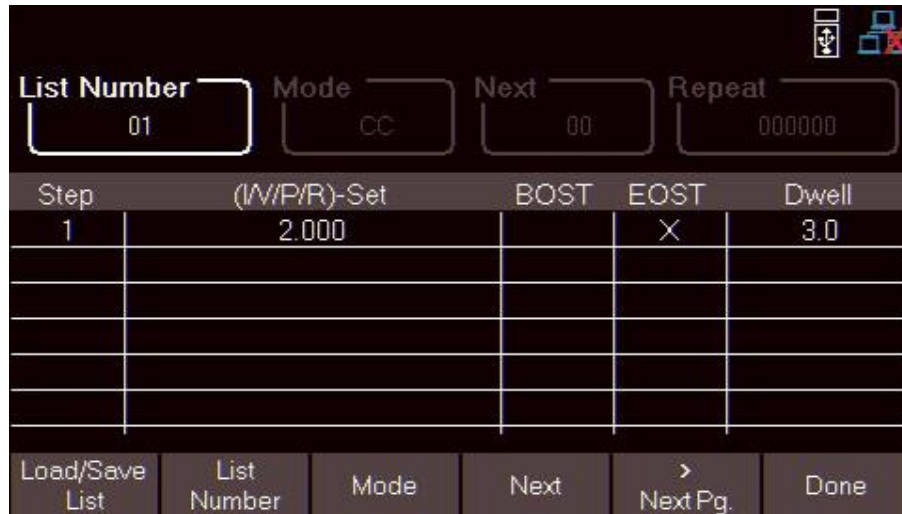 List Number Mode Next Repeat
01 CC 00 000000
Step (I/V/P/R)-Set BOST EOST Dwell
1 2.000 X 3.0
Load/Save List Mode Next > Done
List Number Next Pg.